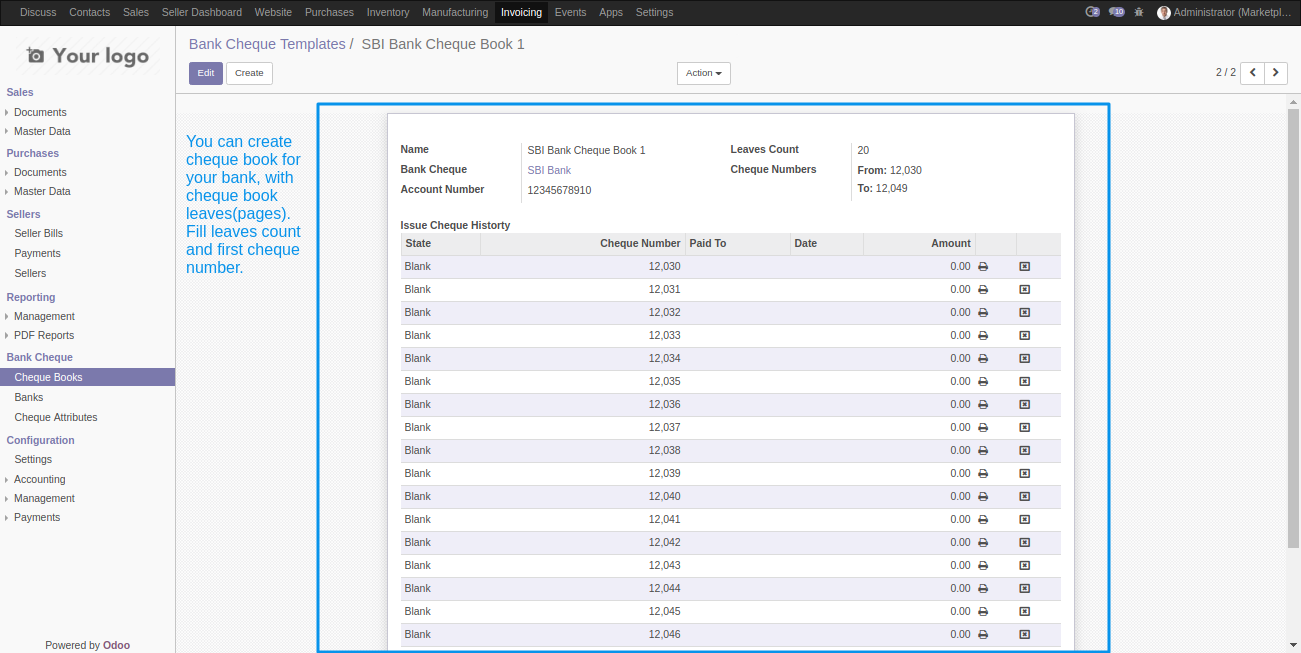 Discuss Contacts Sales Seller Dashboard Website Purchases Inventory Manufacturing Invoicing Events Apps Settings 2 10 Administrator (Marketpl...
Your logo
Sales
Documents
Master Data
Purchases
Documents
Master Data
Sellers
Seller Bills
Payments
Sellers
Reporting
Management
PDF Reports
Bank Cheque
Cheque Books
Banks
Cheque Attributes
Configuration
Settings
Accounting
Management
Payments
Powered by Odoo
Bank Cheque Templates / SBI Bank Cheque Book 1
Edit Create Action 2 / 2
You can create
cheque book for
your bank, with
cheque book
leaves(pages).
Fill leaves count
and first cheque
number.
Name SBI Bank Cheque Book 1 Leaves Count 20
Bank Cheque SBI Bank Cheque Numbers From: 12,030
Account Number 12345678910 To: 12,049
Issue Cheque Historty
State Cheque Number Paid To Date Amount
Blank 12,030 0.00
Blank 12,031 0.00
Blank 12,032 0.00
Blank 12,033 0.00
Blank 12,034 0.00
Blank 12,035 0.00
Blank 12,036 0.00
Blank 12,037 0.00
Blank 12,038 0.00
Blank 12,039 0.00
Blank 12,040 0.00
Blank 12,041 0.00
Blank 12,042 0.00
Blank 12,043 0.00
Blank 12,044 0.00
Blank 12,045 0.00
Blank 12,046 0.00